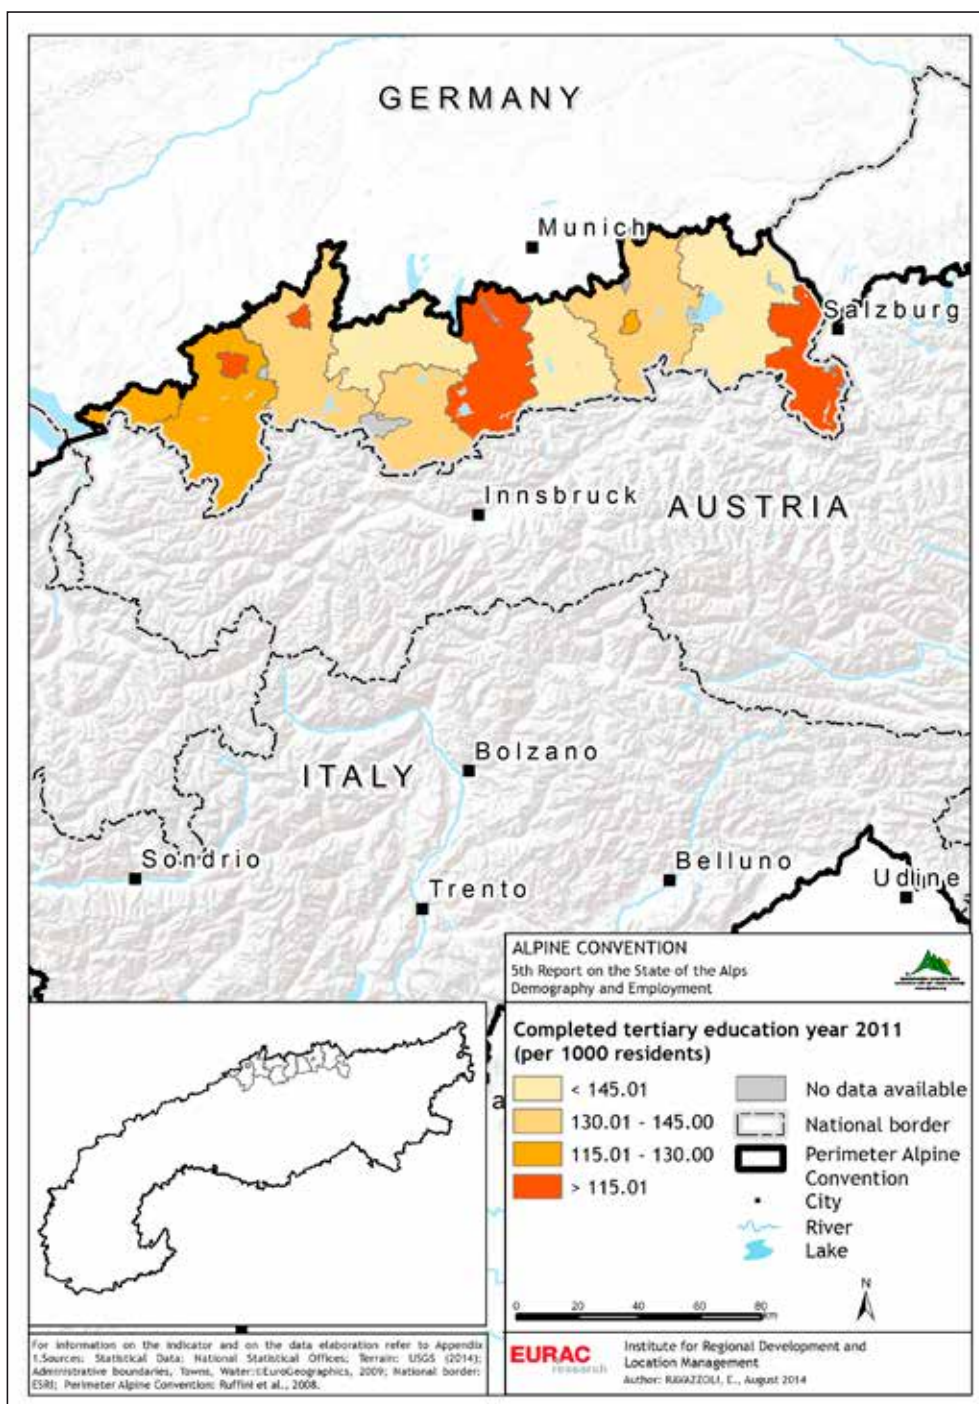 GERMANY
Munich
Salzburg
Innsbruck
AUSTRIA
Bolzano
ITALY
Sondrio
Belluno
Trento
Udine
ALPINE CONVENTION
5th Report on the State of the Alps
Demography and Employment
Completed tertiary education year 2011
(per 1000 residents)
< 145.01
130.01 - 145.00
115.01 - 130.00
> 115.01
No data available
National border
Perimeter Alpine
Convention
City
River
Lake
a
N
0 20 40 60 80
km
For information on the indicator and on the data elaboration refer to Appendix
1.Sources: Statistical Data: National Statistical Offices; Terrain: USGS (2014);
Administrative boundaries, Towns, Water:©EuroGeographics, 2009; National border:
ESRI; Perimeter Alpine Convention: Ruffini et al., 2008.
EURAC
research
Institute for Regional Development and
Location Management
Author: RAVAZZOLI, E., August 2014